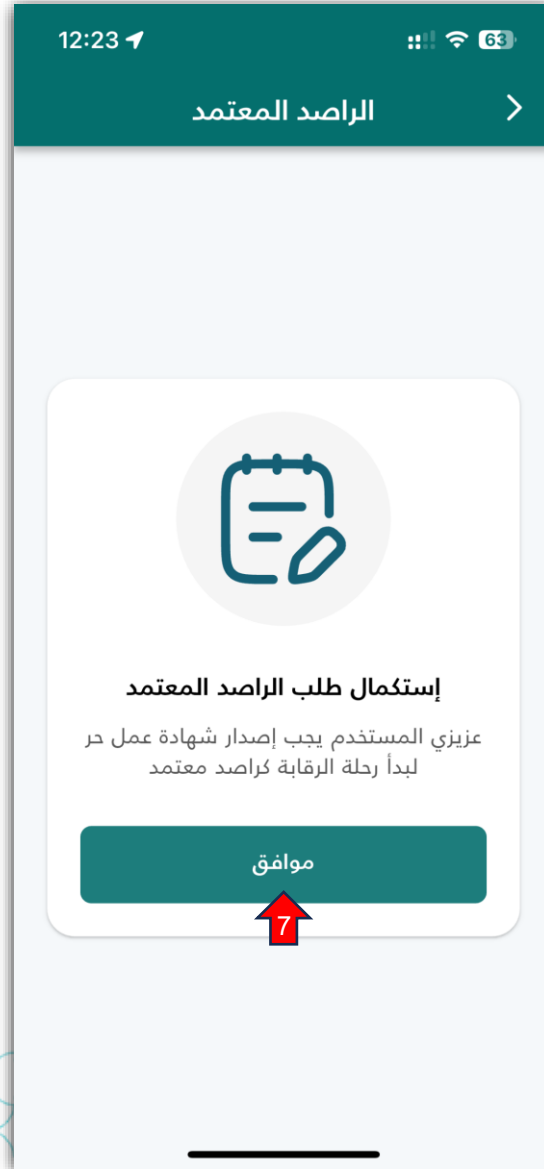 12:23
63
الراصد المعتمد
إستكمال طلب الراصد المعتمد
عزيزي المستخدم يجب إصدار شهادة عمل حر
لبدأ رحلة الرقابة كراصد معتمد
موافق
7